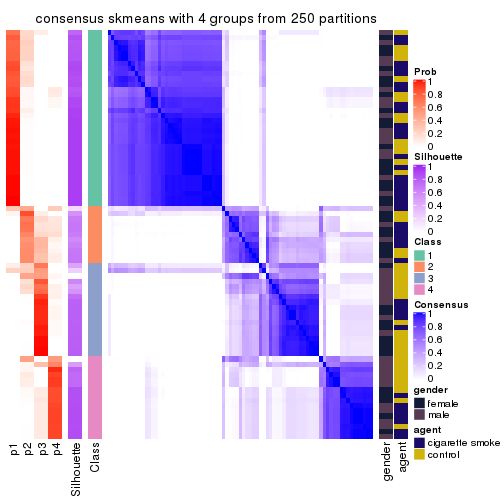 consensus skmeans with 4 groups from 250 partitions
Prob
1
0.8
0.6
0.4
0.2
0
Silhouette
1
0.8
0.6
0.4
0.2
0
Class
1
2
3
4
Consensus
1
0.8
0.6
0.4
0.2
0
gender
female
male
agent
cigarette smoke
control
p1
p2
p3
p4
Silhouette
Class
gender
agent